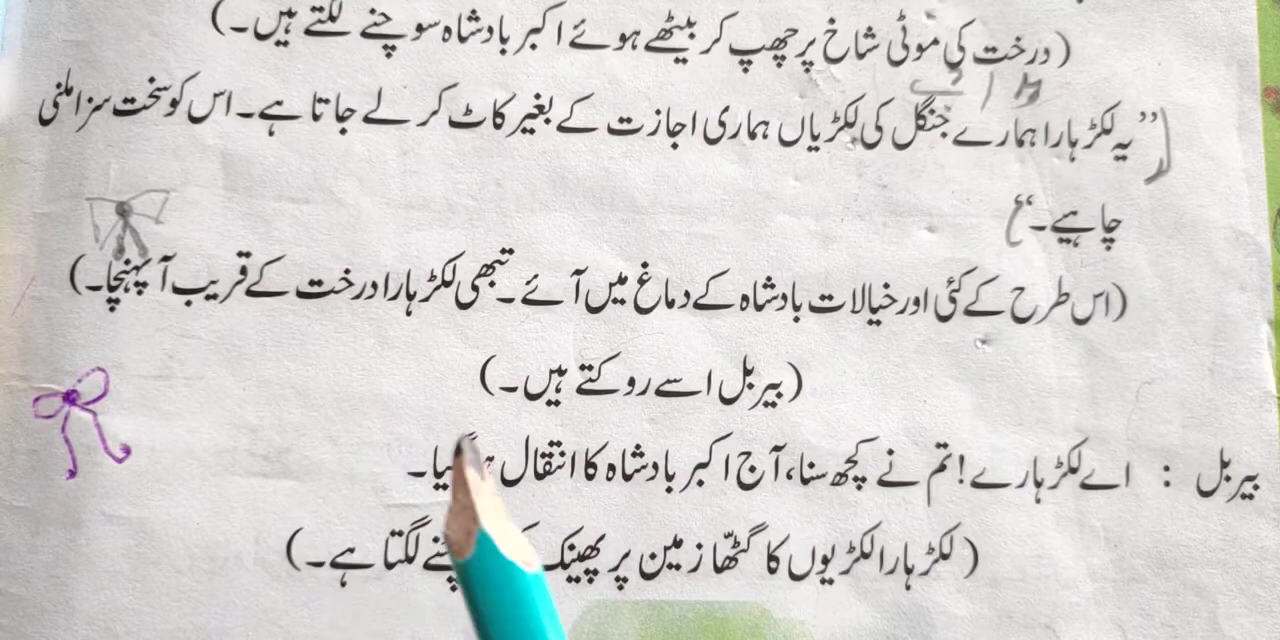 (درخت کی موٹی شاخ پر چھپ کر بیٹھے ہوئے اکبر بادشاہ سوچنے لگتے ہیں۔)
”یہ لکڑہارا ہمارے جنگل کی لکڑیاں ہماری اجازت کے بغیر کاٹ کر لے جاتا ہے۔ اس کو سخت سزا ملنی
چاہیے۔“
(اس طرح کے کئی اور خیالات بادشاہ کے دماغ میں آئے۔ تبھی لکڑہارا درخت کے قریب آ پہنچا۔)
(بیربل اسے روکتے ہیں۔)
بیربل : اے لکڑہارے! تم نے کچھ سنا، آج اکبر بادشاہ کا انتقال
(لکڑہارا لکڑیوں کا گٹھّا زمین پر پھینک لگتا ہے۔)